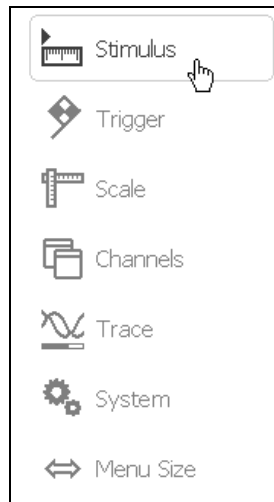 Stimulus
Trigger
Scale
Channels
Trace
System
Menu Size